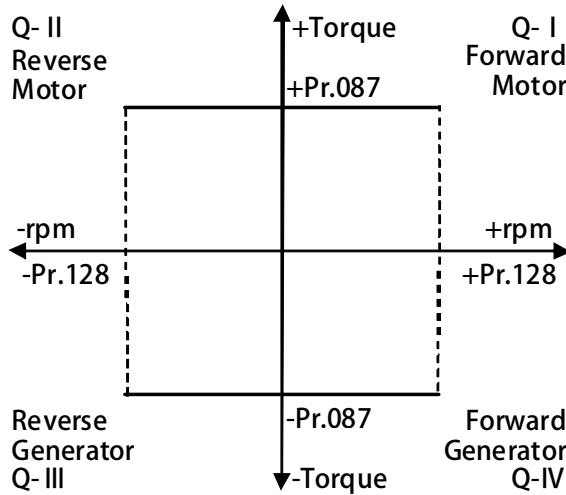 Q- II
Reverse
Motor
+Torque
+Pr.087
Q- I
Forward
Motor
-rpm
-Pr.128
+rpm
+Pr.128
Reverse
Generator
Q-III
-Pr.087
-Torque
Forward
Generator
Q-IV